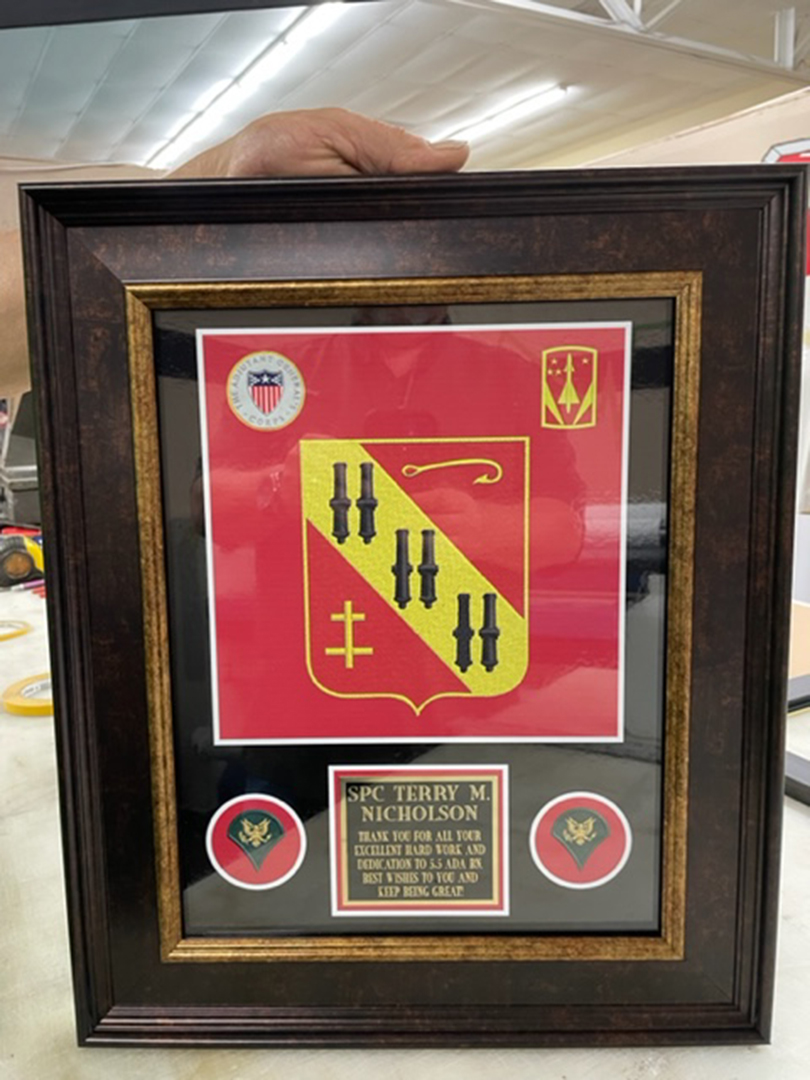 THE ADJUTANT GENERAL'S
CORPS
SPC TERRY M.
NICHOLSON
THANK YOU FOR ALL YOUR
EXCELLENT HARD WORK AND
DEDICATION TO 5.5 ADA BN.
BEST WISHES TO YOU AND
KEEP BEING GREAT!